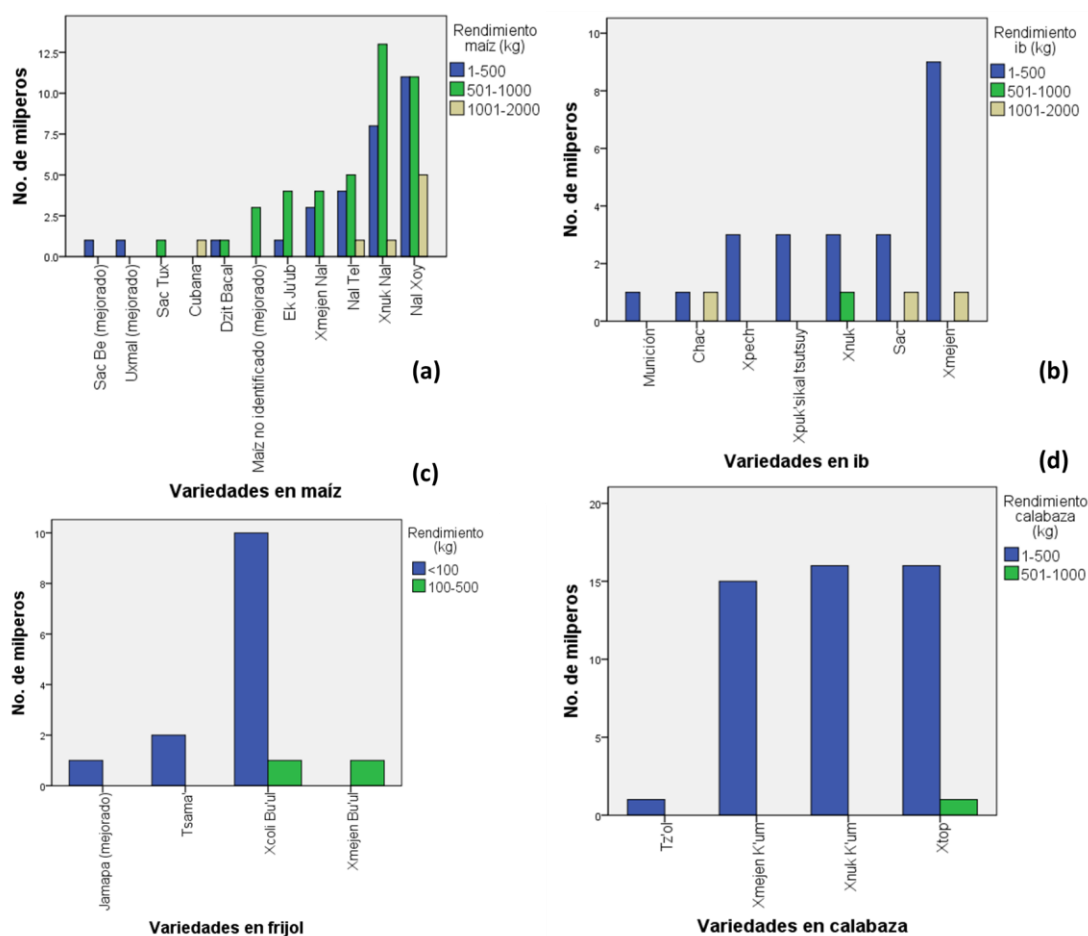 Rendimiento
maíz (kg)
1-500
501-1000
1001-2000
No. de milperos
12.5
10.0
7.5
5.0
2.5
0.0
Sac Be (mejorado)
Uxmal (mejorado)
Sac Tux
Cubana
Dzit Bacal
Maíz no identificado (mejorado)
Ek Ju'ub
Xmejen Nal
Nal Tel
Xnuk Nal
Nal Xoy
(a)
Variedades en maíz
Rendimiento
ib (kg)
1-500
501-1000
1001-2000
No. de milperos
10
8
6
4
2
0
Munición
Chac
Xpech
Xpuk'sikal tsutsuy
Xnuk
Sac
Xmejen
(b)
Variedades en ib
(c)
Rendimiento
(kg)
<100
100-500
No. de milperos
10
8
6
4
2
0
Jamapa (mejorado)
Tsama'
Xcoli Bu'ul
Xmejen Bu'ul
Variedades en frijol
(d)
Rendimiento
calabaza
(kg)
1-500
501-1000
No. de milperos
20
15
10
5
0
Tz'ol
Xmejen K'um
Xnuk K'um
Xtop
Variedades en calabaza